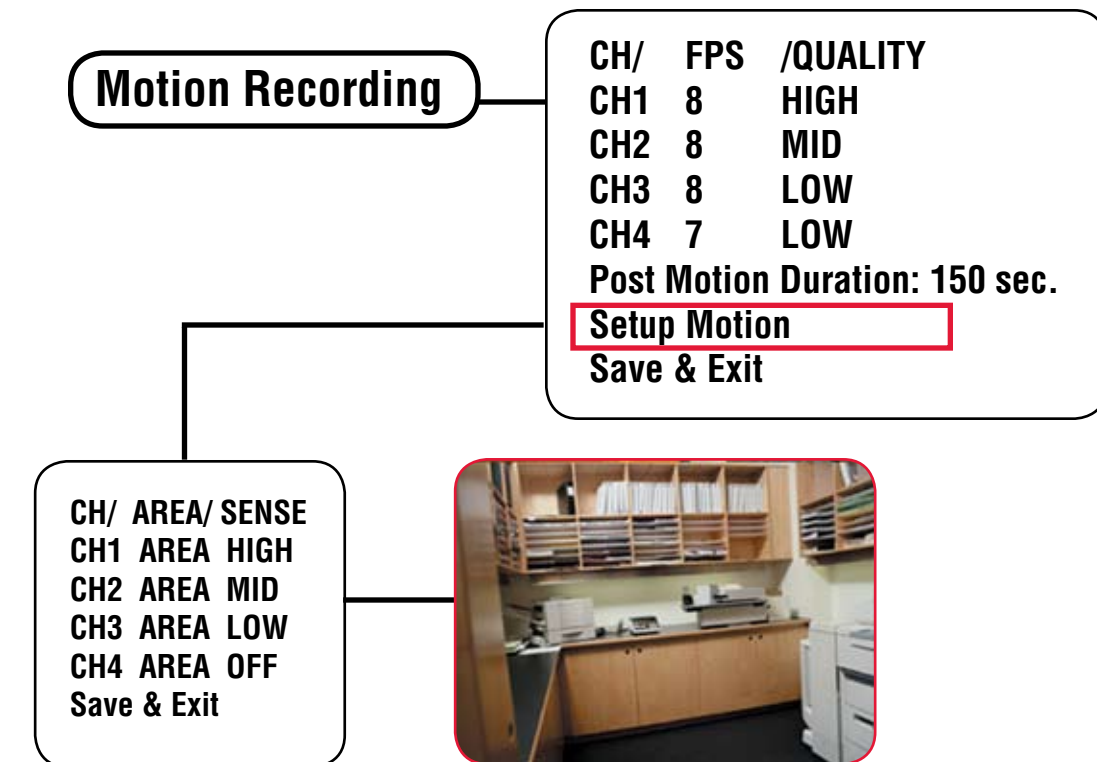 Motion Recording
CH/ FPS /QUALITY
CH1 8 HIGH
CH2 8 MID
CH3 8 LOW
CH4 7 LOW
Post Motion Duration: 150 sec.
Setup Motion
Save & Exit
CH/ AREA/ SENSE
CH1 AREA HIGH
CH2 AREA MID
CH3 AREA LOW
CH4 AREA OFF
Save & Exit